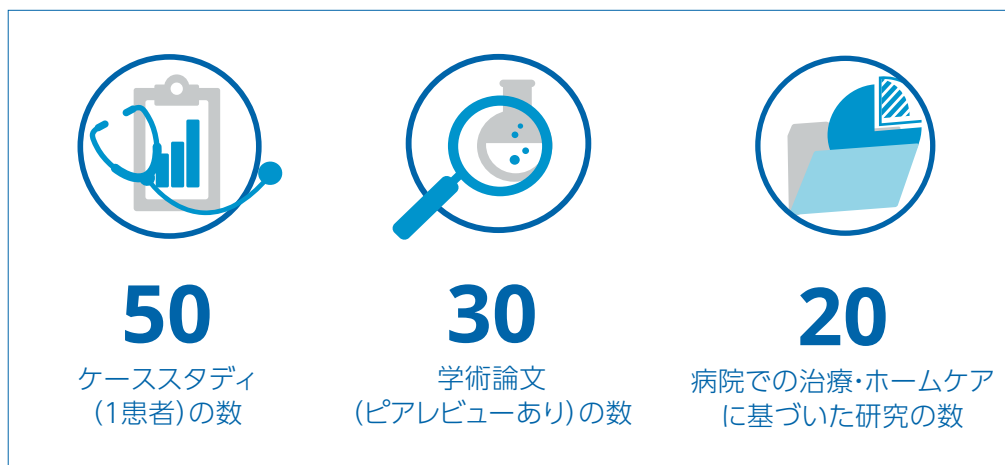 50
ケーススタディ
(1患者)の数
30
学術論文
(ピアレビューあり)の数
20
病院での治療・ホームケア
に基づいた研究の数